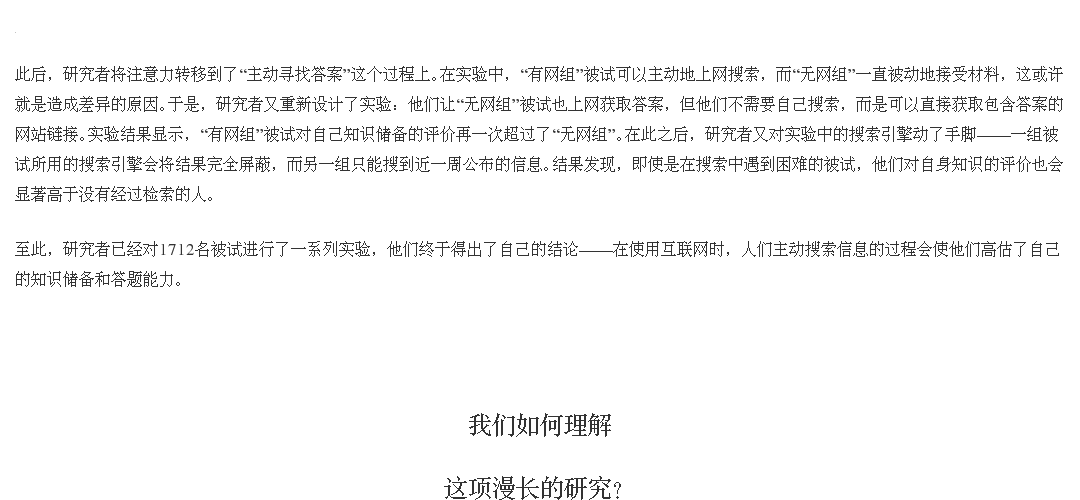 此后，研究者将注意力转移到了“主动寻找答案”这个过程上。在实验中，“有网组”被试可以主动地上网搜索，而“无网组”一直被动地接受材料，这或许
就是造成差异的原因。于是，研究者又重新设计了实验：他们让“无网组”被试也上网获取答案，但他们不需要自己搜索，而是可以直接获取包含答案的
网站链接。实验结果显示，“有网组”被试对自己知识储备的评价再一次超过了“无网组”。在此之后，研究者又对实验中的搜索引擎动了手脚——一组被
试所用的搜索引擎会将结果完全屏蔽，而另一组只能搜到近一周公布的信息。结果发现，即使是在搜索中遇到困难的被试，他们对自身知识的评价也会
显著高于没有经过检索的人。
至此，研究者已经对1712名被试进行了一系列实验，他们终于得出了自己的结论——在使用互联网时，人们主动搜索信息的过程会使他们高估了自己
的知识储备和答题能力。
我们如何理解
这项漫长的研究?